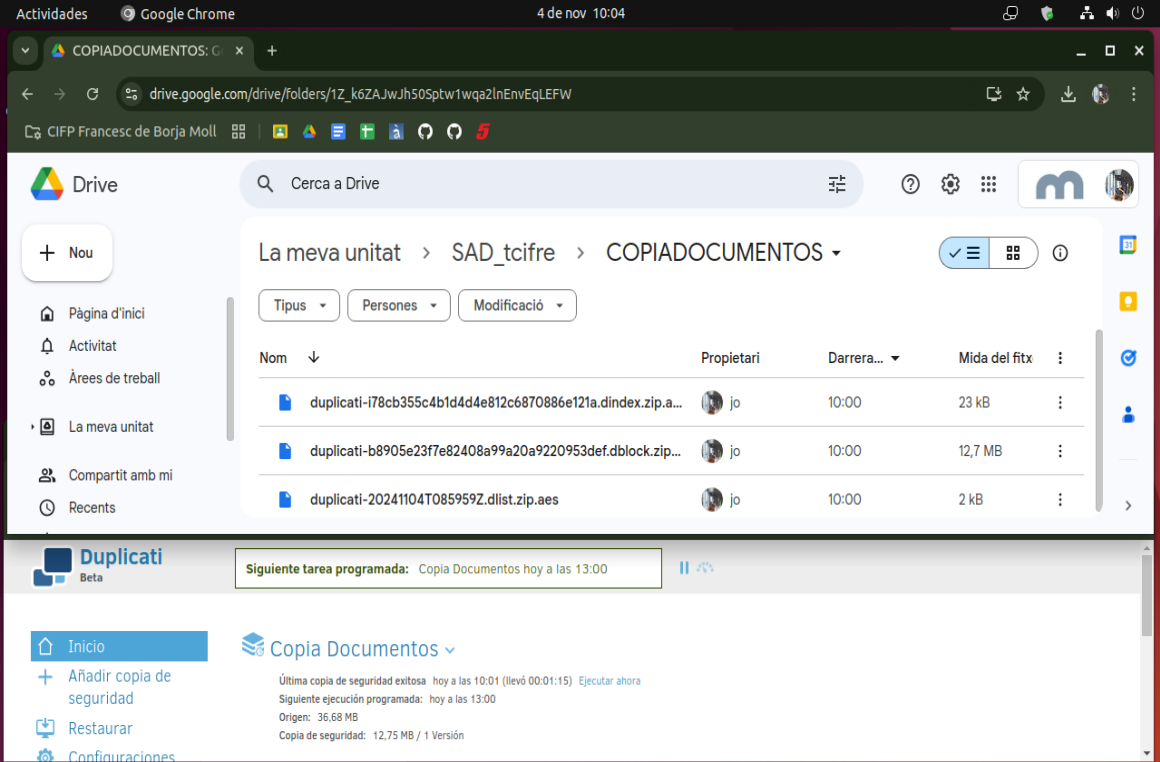 Actividades Google Chrome 4 de nov 10:04
COPIADOCUMENTOS: G
drive.google.com/drive/folders/1Z_k6ZAJwJh50Sptw1wqa2lnEnvEqLEFW
CIFP Francesc de Borja Moll
Drive
Cerca a Drive
Nou
La meva unitat > SAD_tcifre > COPIADOCUMENTOS
Tipus Persones Modificació
Pàgina d'inici
Activitat
Àrees de treball
La meva unitat
Compartit amb mi
Recents
Nom Propietari Darrera... Mida del fitx
duplicati-i78cb355c4b1d4d4e812c6870886e121a.dindex.zip.a... jo 10:00 23 kB
duplicati-b8905e23f7e82408a99a20a9220953def.dblock.zip... jo 10:00 12,7 MB
duplicati-20241104T085959Z.dlist.zip.aes jo 10:00 2 kB
Duplicati
Beta
Siguiente tarea programada: Copia Documentos hoy a las 13:00
Inicio
Añadir copia de
seguridad
Restaurar
Configuraciones
Copia Documentos
Última copia de seguridad exitosa hoy a las 10:01 (llevó 00:01:15) Ejecutar ahora
Siguiente ejecución programada: hoy a las 13:00
Origen: 36,68 MB
Copia de seguridad: 12,75 MB / 1 Versión